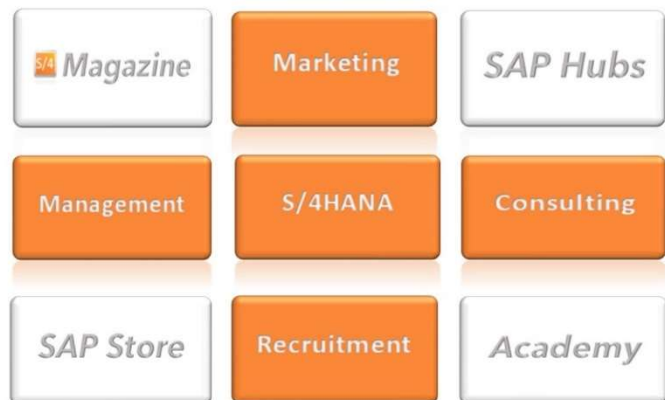 S/4 Magazine
Marketing
SAP Hubs
Management
S/4HANA
Consulting
SAP Store
Recruitment
Academy